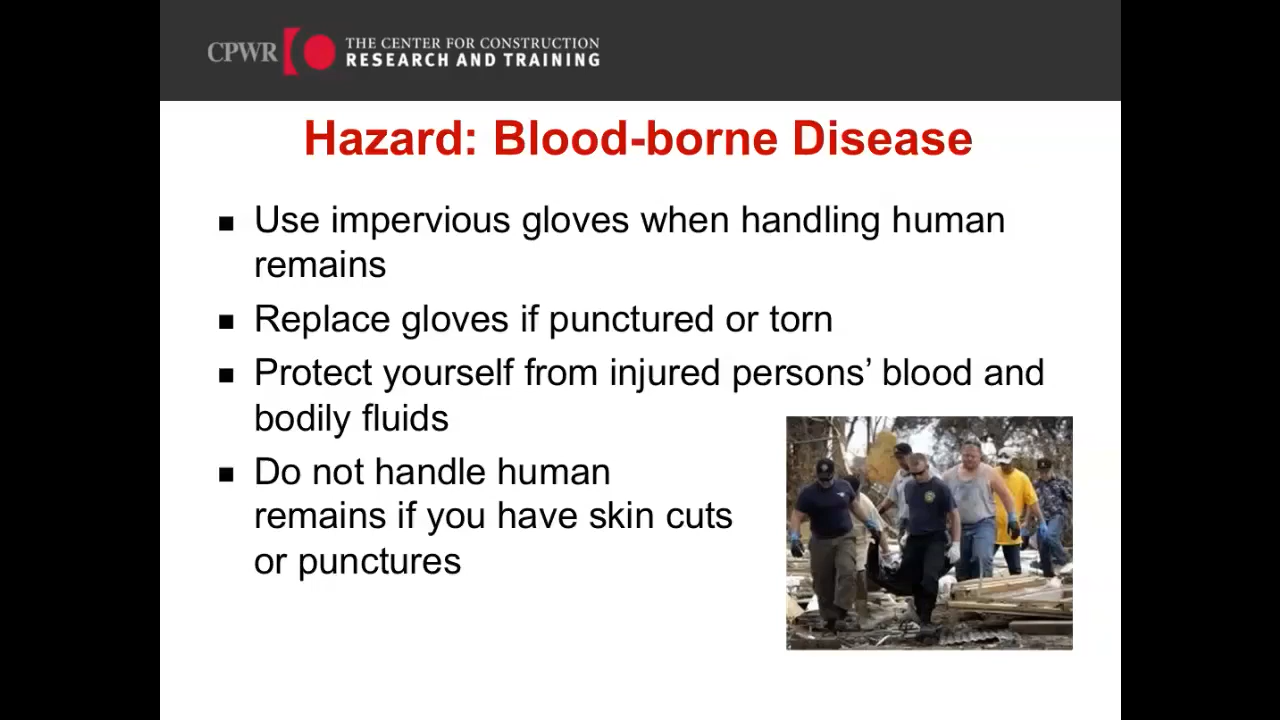 CPWR
THE CENTER FOR CONSTRUCTION
RESEARCH AND TRAINING
Hazard: Blood-borne Disease
Use impervious gloves when handling human
remains
Replace gloves if punctured or torn
Protect yourself from injured persons’ blood and
bodily fluids
Do not handle human
remains if you have skin cuts
or punctures